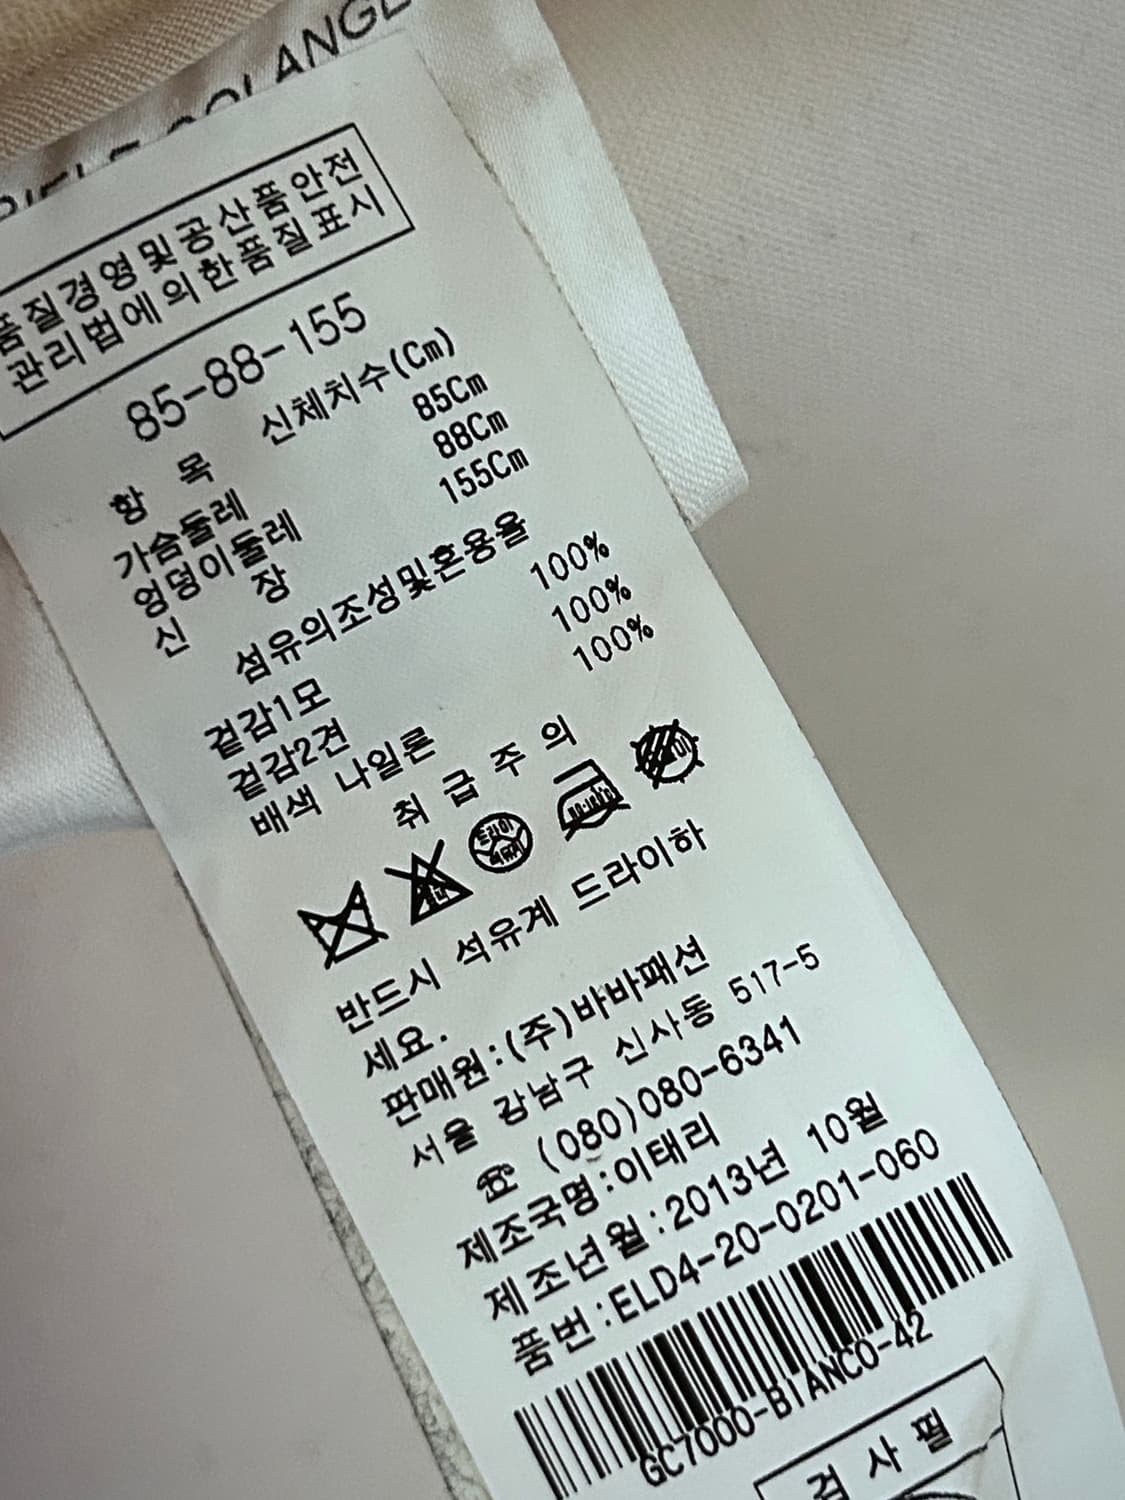 COLANGE
품질경영및공산품안전
관리법에의한품질표시
85-88-155
항 목 신체치수(Cm)
가슴둘레 85Cm
엉덩이둘레 88Cm
신 장 155Cm
섬유의조성및혼용율
겉감1모 100%
겉감2견 100%
배색 나일론 100%
취 급 주 의
드라이
석유계
반드시 석유계 드라이하
세요.
판매원:(주)바바패션
서울 강남구 신사동 517-5
☎ (080)080-6341
제조국명:이태리
제조년월:2013년 10월
품번:ELD4-20-0201-060
GC7000-BIANCO-42
검사필